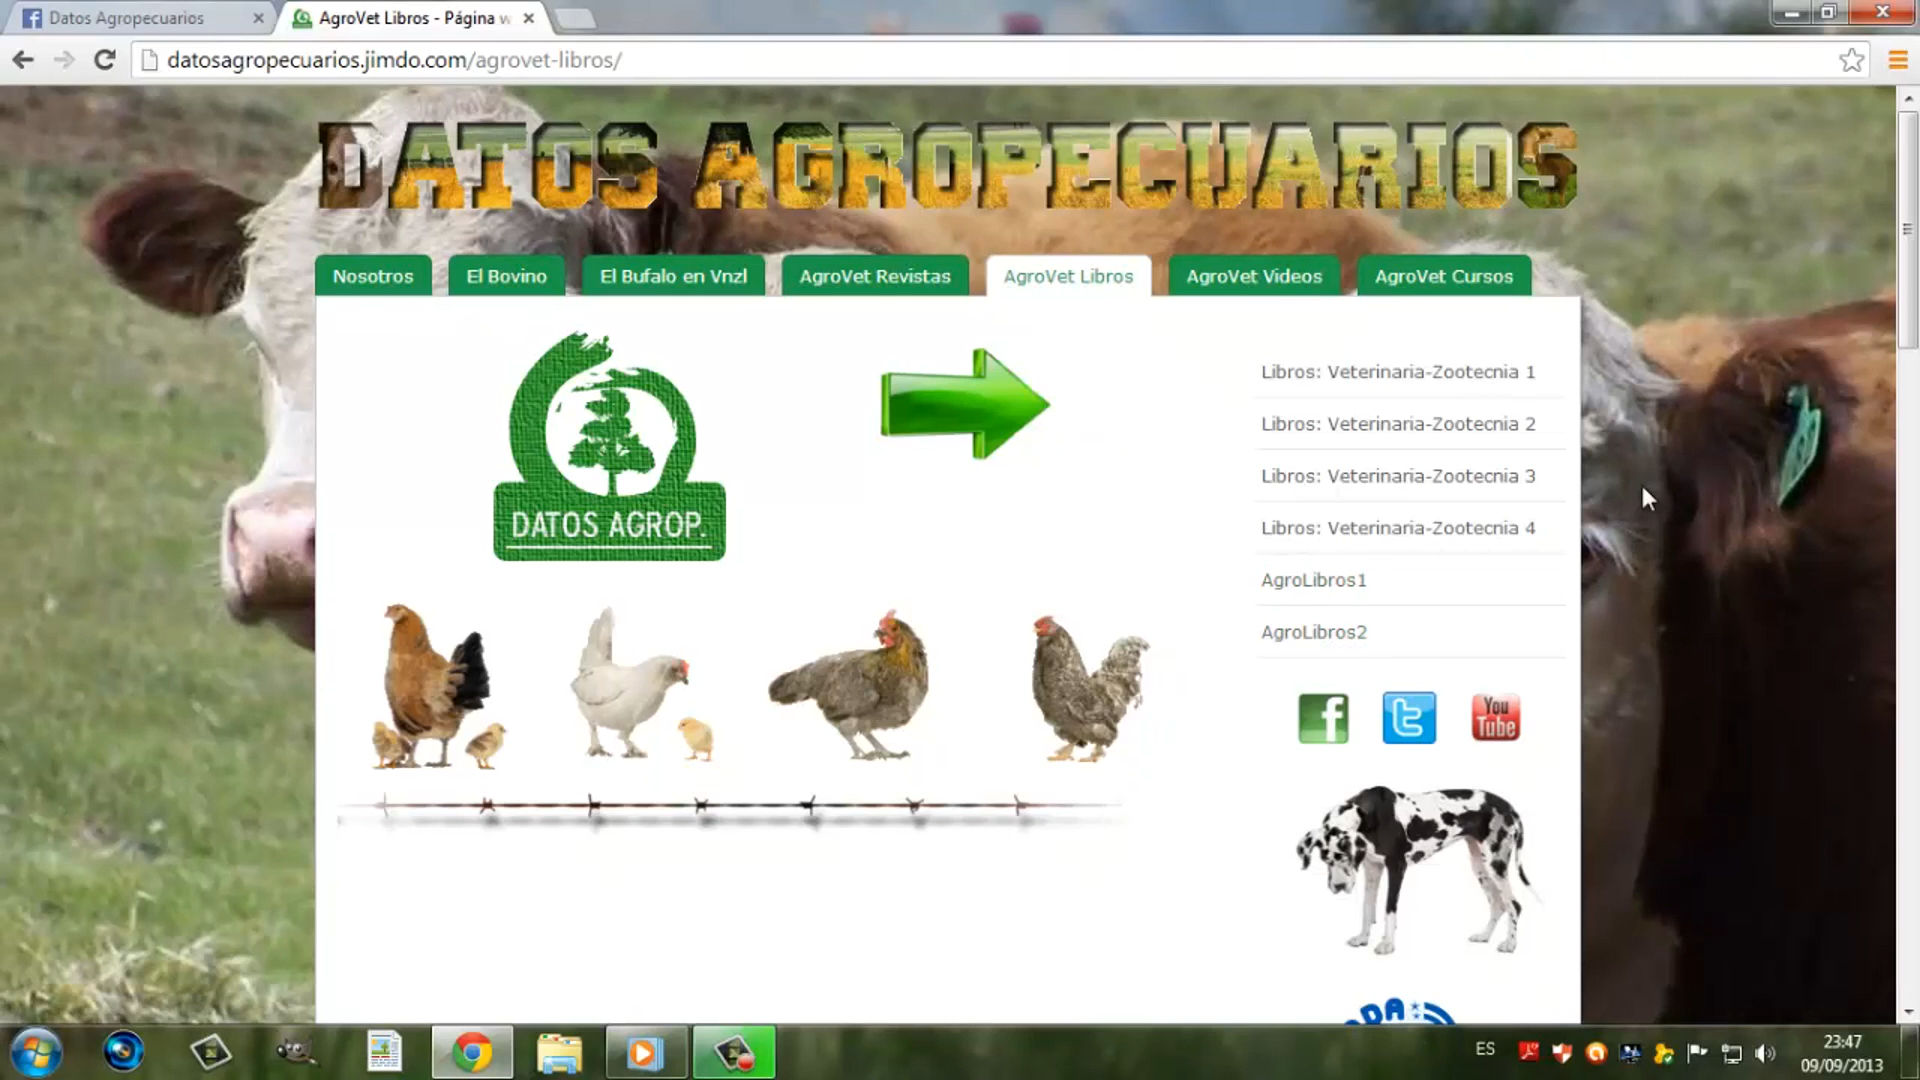 Datos Agropecuarios
AgroVet Libros - Página w
datosagropecuarios.jimdo.com/agrovet-libros/
DATOS AGROPECUARIOS
Nosotros
El Bovino
El Bufalo en Vnzl
AgroVet Revistas
AgroVet Libros
AgroVet Videos
AgroVet Cursos
DATOS AGROP.
Libros: Veterinaria-Zootecnia 1
Libros: Veterinaria-Zootecnia 2
Libros: Veterinaria-Zootecnia 3
Libros: Veterinaria-Zootecnia 4
AgroLibros1
AgroLibros2
You
Tube
ES
23:47
09/09/2013